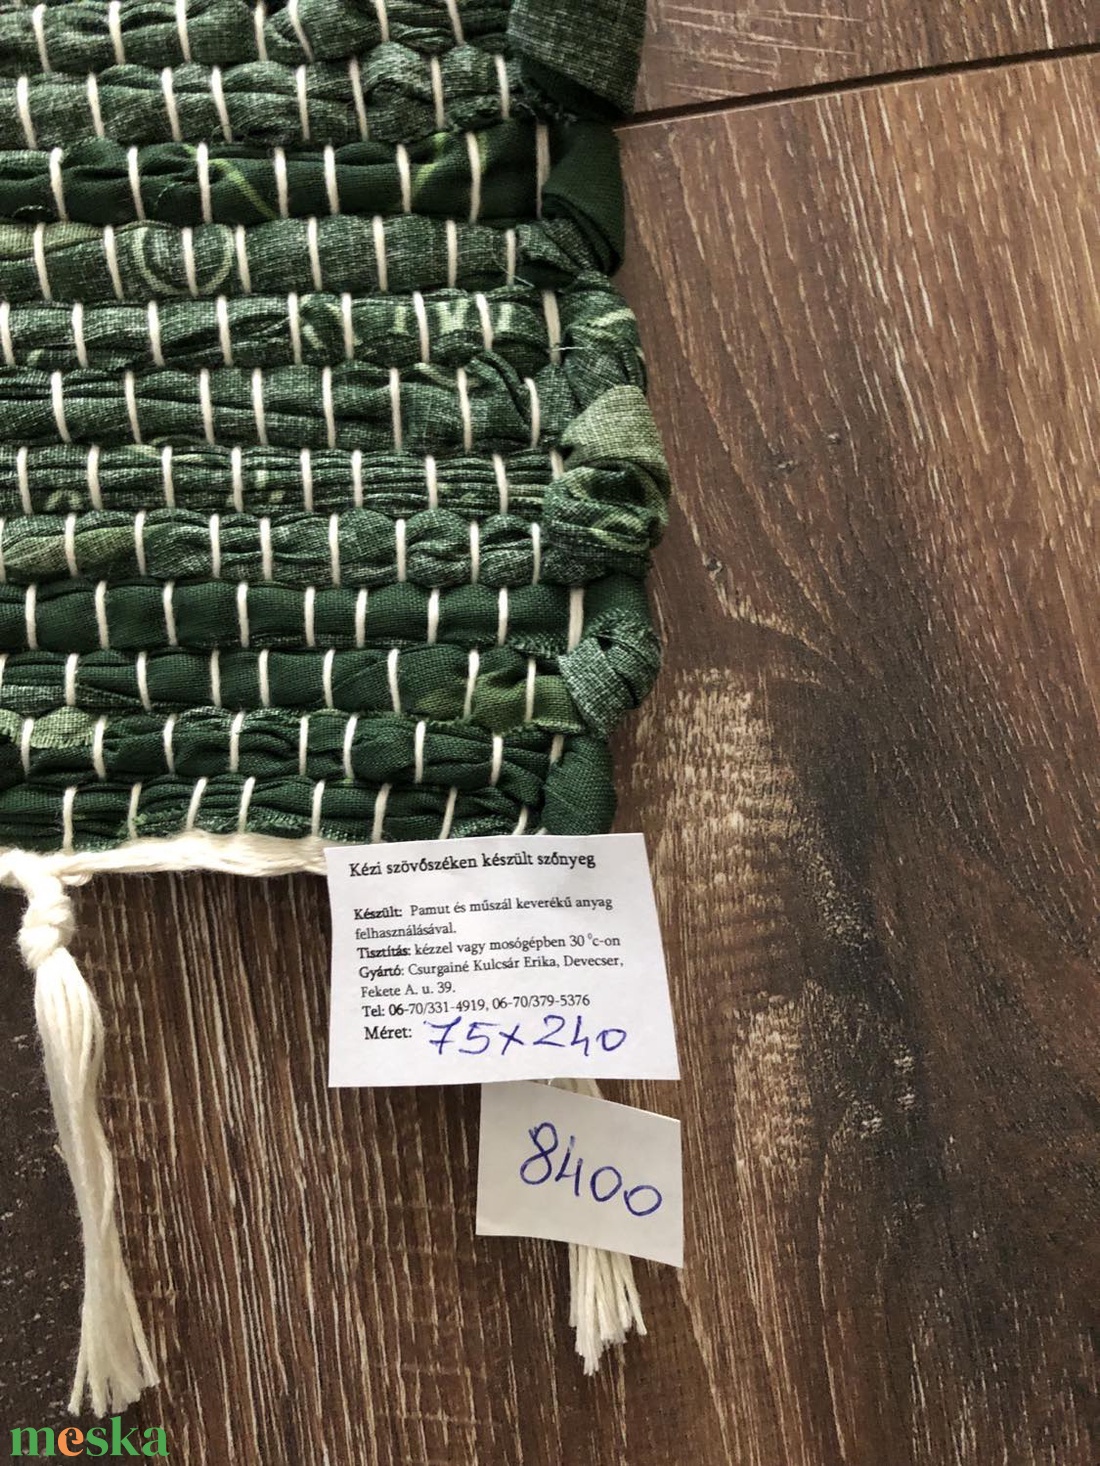 Kézi szövőszéken készült szőnyeg
Készült: Pamut és műszál keverékű anyag
felhasználásával.
Tisztítás: kézzel vagy mosógépben 30 °c-on
Gyártó: Csurgainé Kulcsár Erika, Devecser,
Fekete A. u. 39.
Tel: 06-70/331-4919, 06-70/379-5376
Méret: 75x240
8400
meska